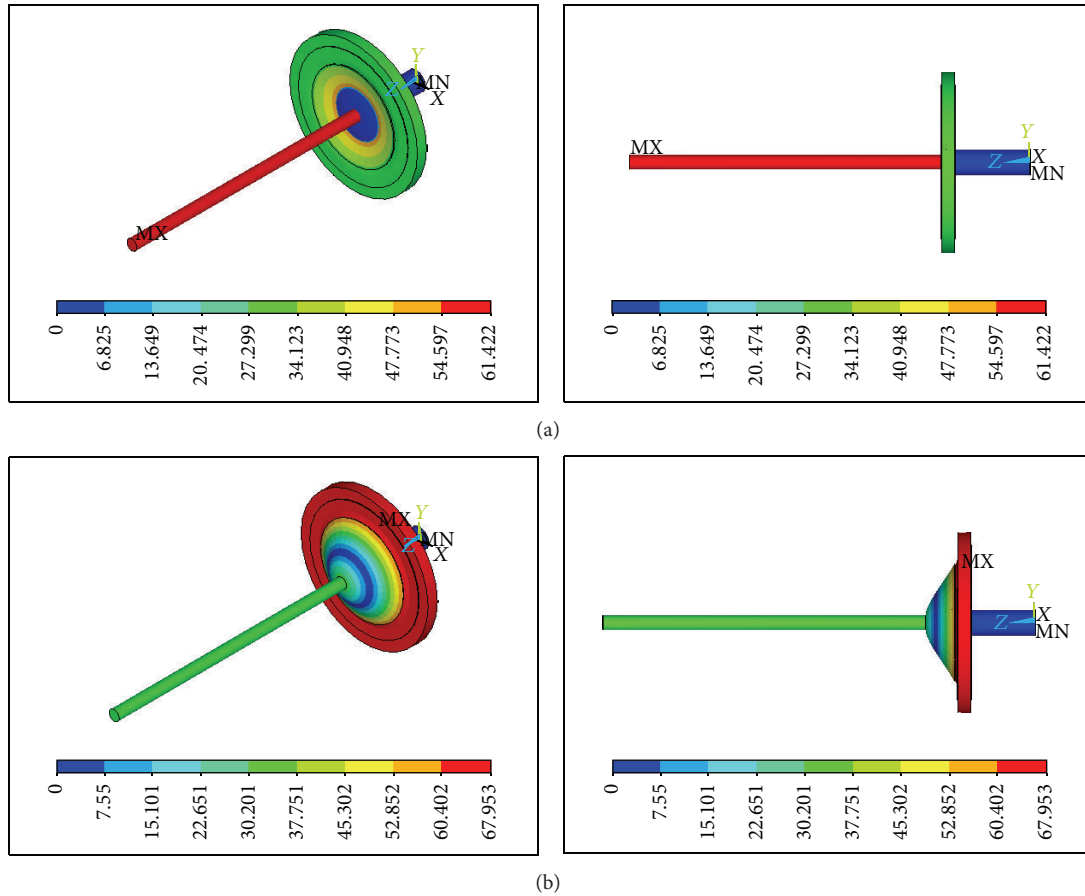 Y
MN
Z
X
MX
0
6.825
13.649
20.474
27.299
34.123
40.948
47.773
54.597
61.422
Y
MX
Z
X
MN
0
6.825
13.649
20.474
27.299
34.123
40.948
47.773
54.597
61.422
(a)
MX
Y
MN
Z
X
0
7.55
15.101
22.651
30.201
37.751
45.302
52.852
60.402
67.953
MX
Y
X
Z
MN
0
7.55
15.101
22.651
30.201
37.751
45.302
52.852
60.402
67.953
(b)